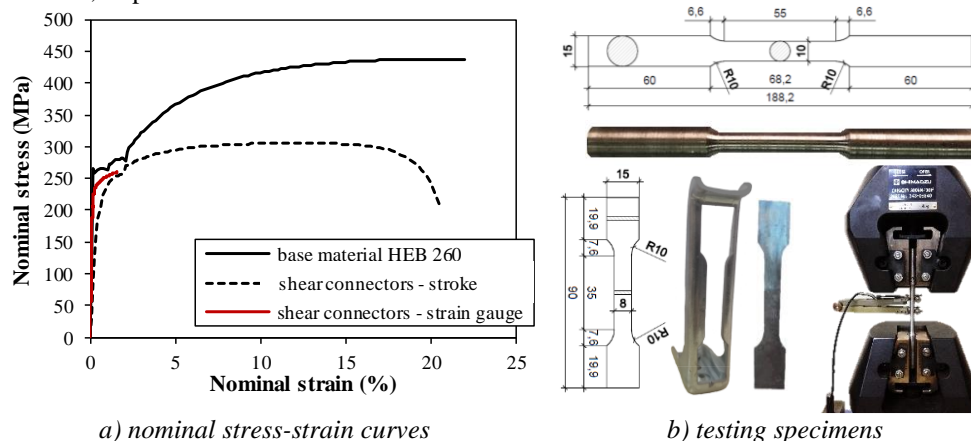 500
450
400
350
300
250
200
150
100
50
0
Nominal stress (MPa)
base material HEB 260
shear connectors - stroke
shear connectors - strain gauge
0 5 10 15 20 25
Nominal strain (%)
a) nominal stress-strain curves
6,6 55 6,6
15
10
R10 R10
60 68,2 60
188,2
15
19,9
7,6
35
7,6
19,9
90
8
R10
R10
SHIMADZU
b) testing specimens